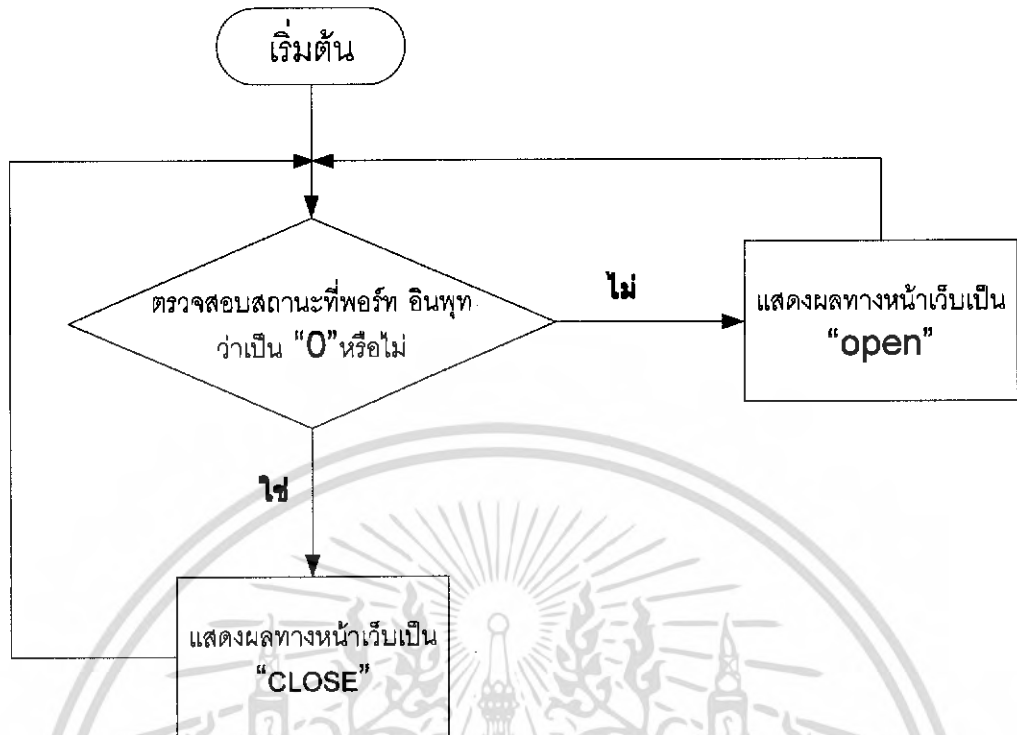 เริ่มต้น
ตรวจสอบสถานะที่พอร์ท อินพุท
ว่าเป็น “0”หรือไม่
ไม่
แสดงผลทางหน้าเว็บเป็น
“open”
ใช่
แสดงผลทางหน้าเว็บเป็น
“CLOSE”